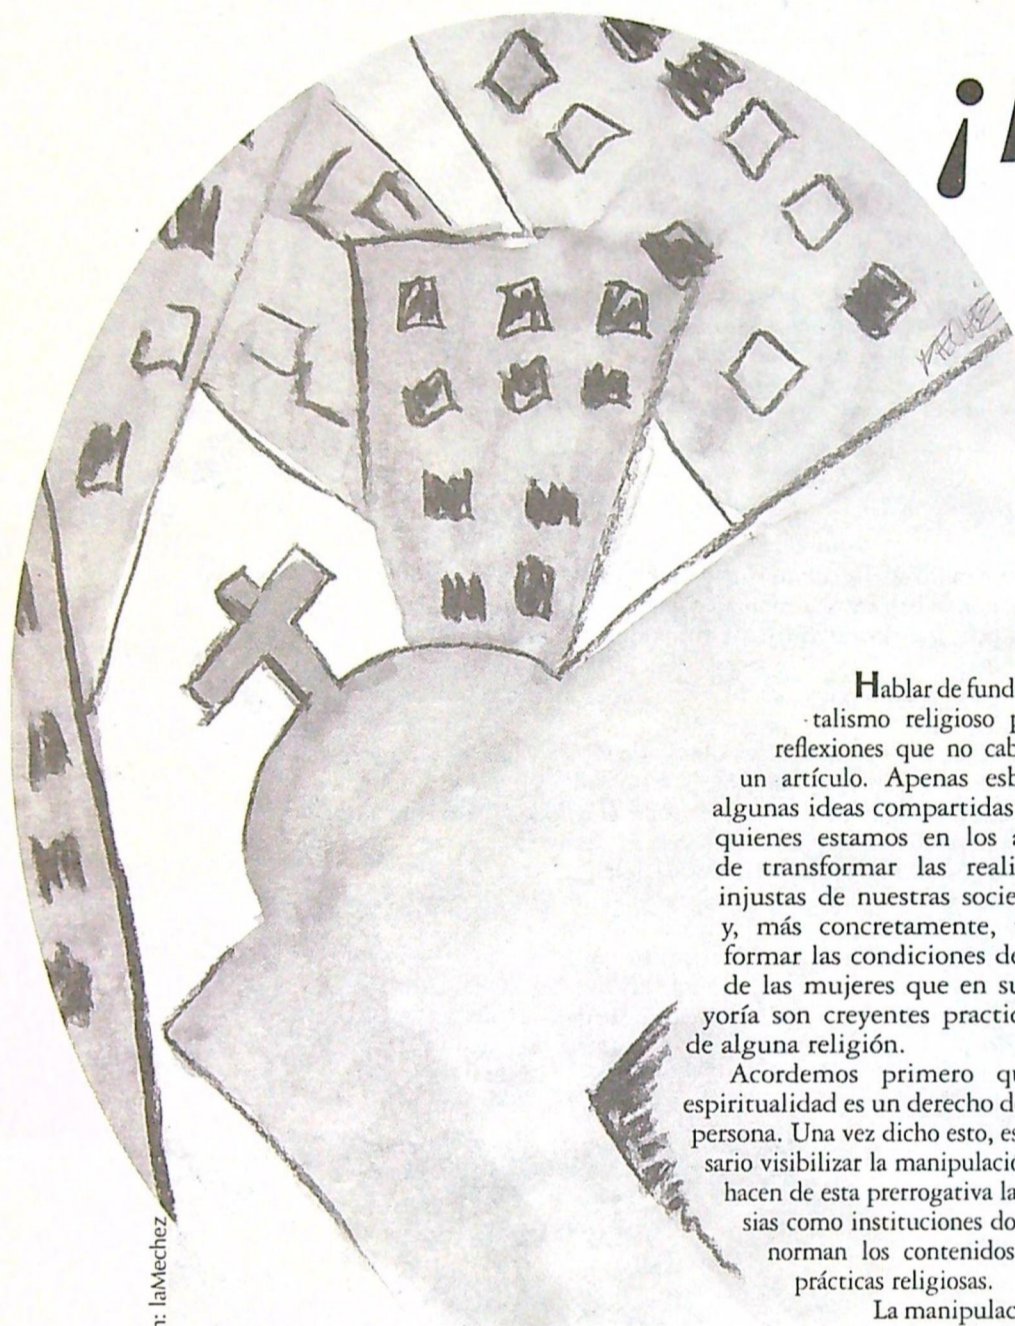 ¡
Hablar de fund
talismo religioso p
reflexiones que no cab
un artículo. Apenas esb
algunas ideas compartidas
quienes estamos en los a
de transformar las reali
injustas de nuestras socie
y, más concretamente,
formar las condiciones de
de las mujeres que en su
yoría son creyentes practic
de alguna religión.
Acordemos primero qu
espiritualidad es un derecho d
persona. Una vez dicho esto, es
sario visibilizar la manipulació
hacen de esta prerrogativa la
sias como instituciones do
norman los contenidos
prácticas religiosas.
La manipulac
n: laMechez